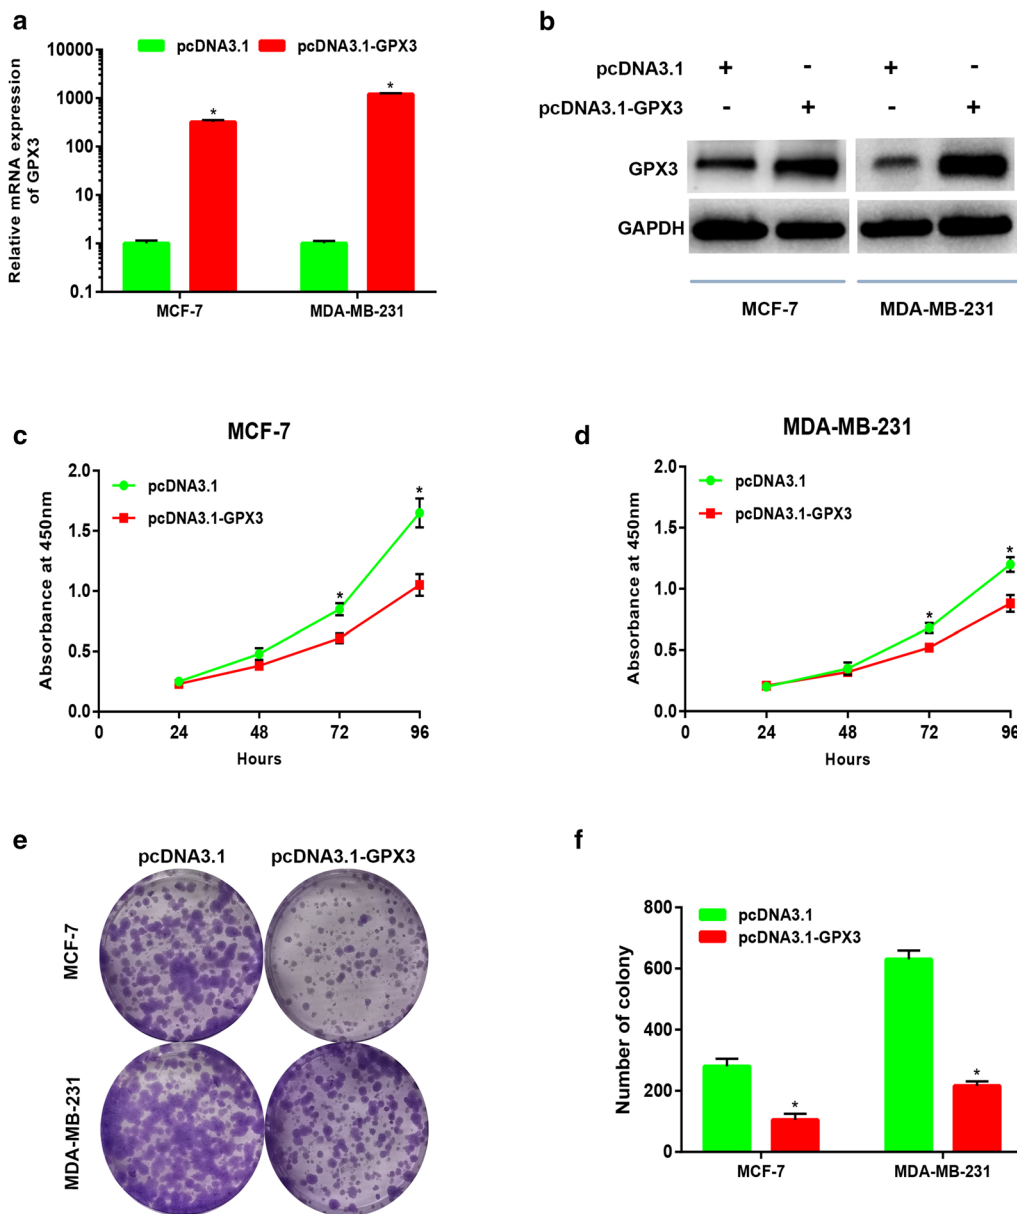 a
pcDNA3.1 pcDNA3.1-GPX3
Relative mRNA expression
of GPX3
10000
1000
100
10
1
0.1
* *
MCF-7 MDA-MB-231
b
pcDNA3.1 + - + -
pcDNA3.1-GPX3 - + - +
GPX3
GAPDH
MCF-7 MDA-MB-231
c
MCF-7
pcDNA3.1
pcDNA3.1-GPX3
Absorbance at 450nm
2.0
1.5
1.0
0.5
0.0
* *
0 24 48 72 96
Hours
d
MDA-MB-231
pcDNA3.1
pcDNA3.1-GPX3
Absorbance at 450nm
2.0
1.5
1.0
0.5
0.0
* *
0 24 48 72 96
Hours
e
pcDNA3.1 pcDNA3.1-GPX3
MCF-7
MDA-MB-231
f
pcDNA3.1
pcDNA3.1-GPX3
Number of colony
800
600
400
200
0
* *
MCF-7 MDA-MB-231